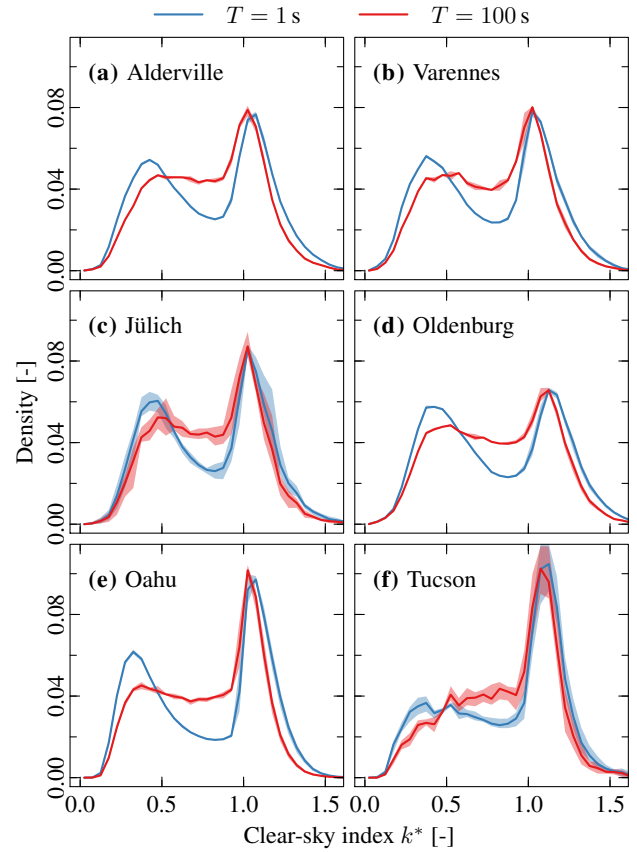 T = 1 s T = 100 s
(a) Alderville (b) Varennes
0.08
0.04
0.00
(c) Jülich (d) Oldenburg
0.08
0.04
0.00
Density [-]
(e) Oahu (f) Tucson
0.08
0.04
0.00
0.0 0.5 1.0 1.5 0.0 0.5 1.0 1.5
Clear-sky index k* [-]